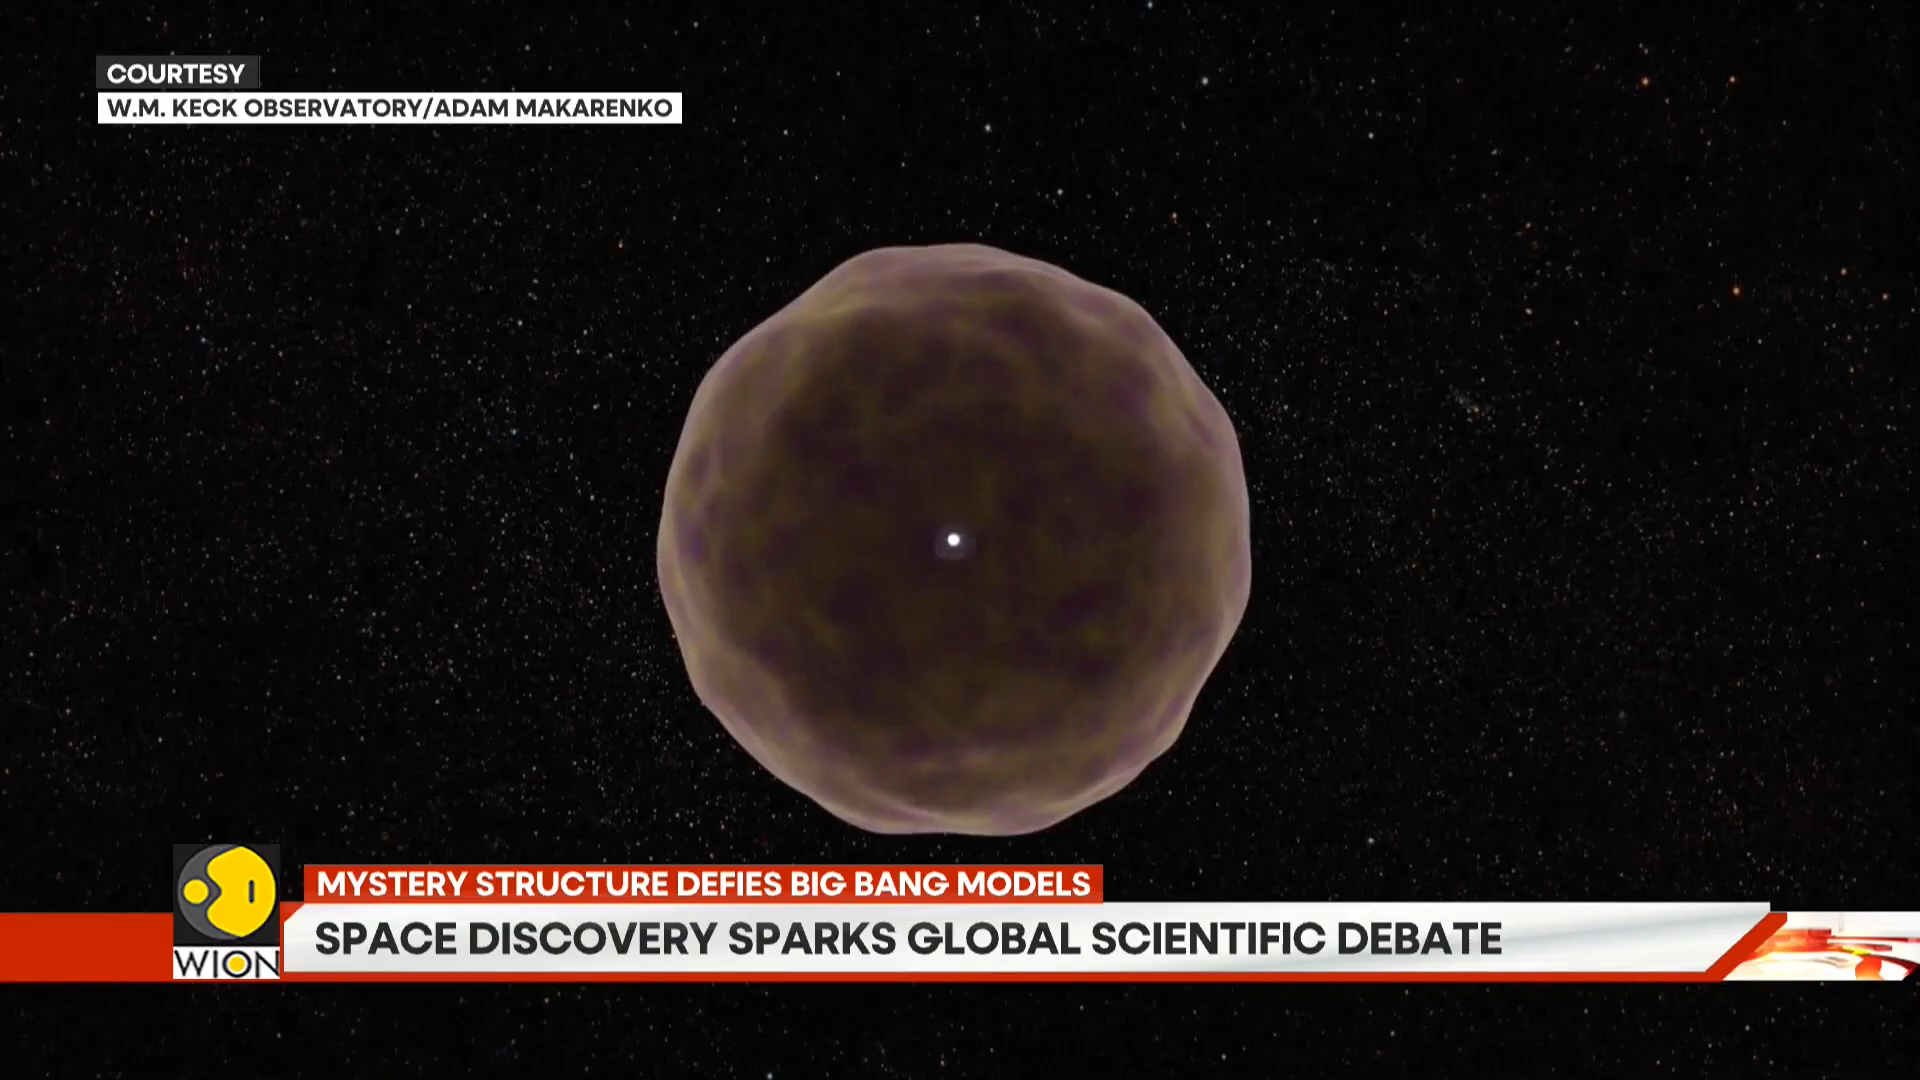 COURTESY
W.M. KECK OBSERVATORY/ADAM MAKARENKO
MYSTERY STRUCTURE DEFIES BIG BANG MODELS
SPACE DISCOVERY SPARKS GLOBAL SCIENTIFIC DEBATE
WION